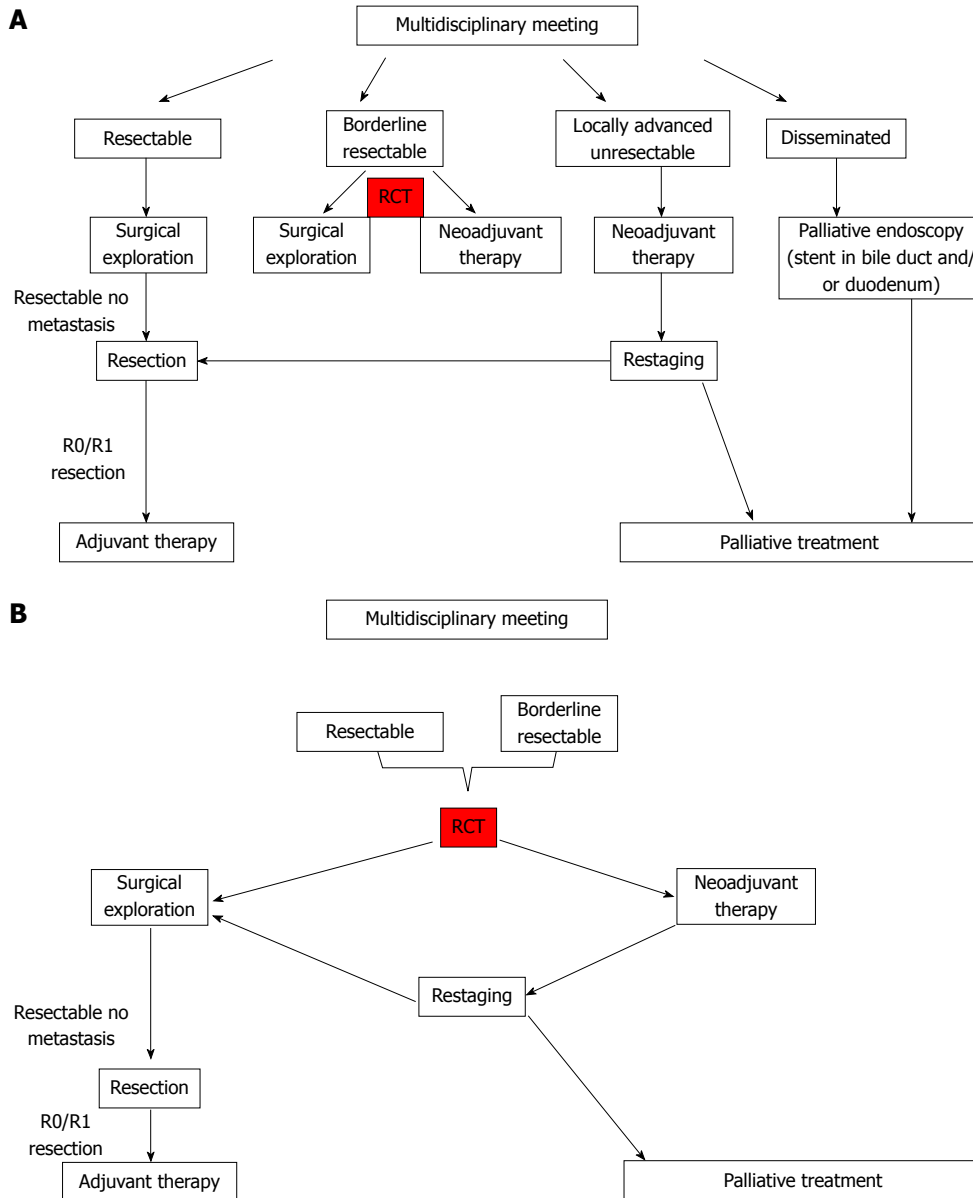 A
Multidisciplinary meeting
Resectable
Borderline
resectable
Locally advanced
unresectable
Disseminated
RCT
Surgical
exploration
Surgical
exploration
Neoadjuvant
therapy
Neoadjuvant
therapy
Palliative endoscopy
(stent in bile duct and/
or duodenum)
Resectable no
metastasis
Resection
Restaging
R0/R1
resection
Adjuvant therapy
Palliative treatment
B
Multidisciplinary meeting
Resectable
Borderline
resectable
RCT
Surgical
exploration
Neoadjuvant
therapy
Restaging
Resectable no
metastasis
Resection
R0/R1
resection
Adjuvant therapy
Palliative treatment